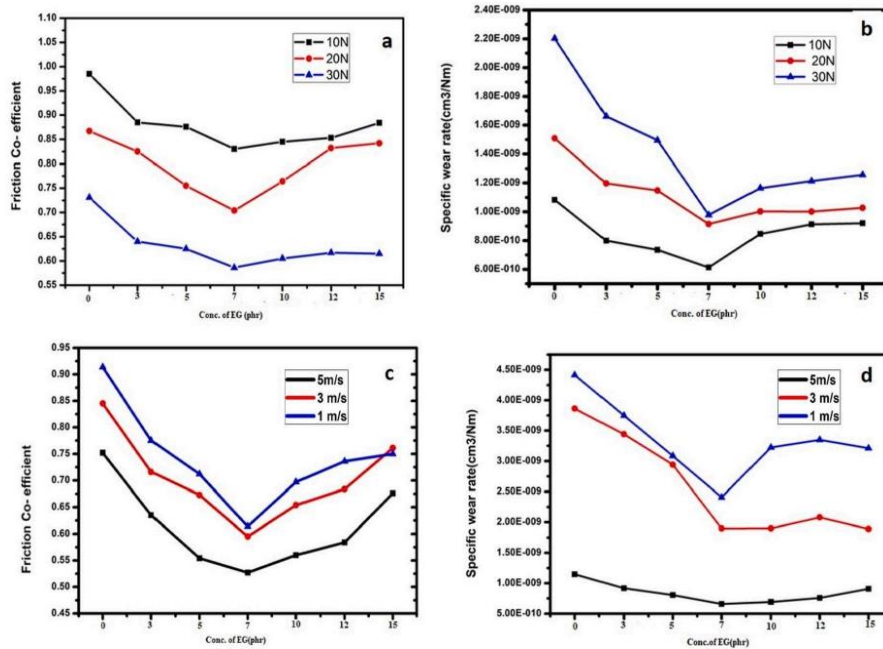 1.10
1.05
1.00
0.95
0.90
0.85
0.80
0.75
0.70
0.65
0.60
0.55
Friction Co- efficient
10N
20N
30N
a
0 3 5 7 10 12 15
Conc. of EG (phr)
2.40E-009
2.20E-009
2.00E-009
1.80E-009
1.60E-009
1.40E-009
1.20E-009
1.00E-009
8.00E-010
6.00E-010
Specific wear rate(cm3/Nm)
10N
20N
30N
b
0 3 5 7 10 12 15
Conc. of EG(phr)
0.95
0.90
0.85
0.80
0.75
0.70
0.65
0.60
0.55
0.50
0.45
Friction Co- efficient
5m/s
3 m/s
1 m/s
c
0 3 5 7 10 12 15
Conc. of EG(phr)
4.50E-009
4.00E-009
3.50E-009
3.00E-009
2.50E-009
2.00E-009
1.50E-009
1.00E-009
5.00E-010
Specific wear rate(cm3/Nm)
5m/s
3 m/s
1 m/s
d
0 3 5 7 10 12 15
Conc.of EG(phr)